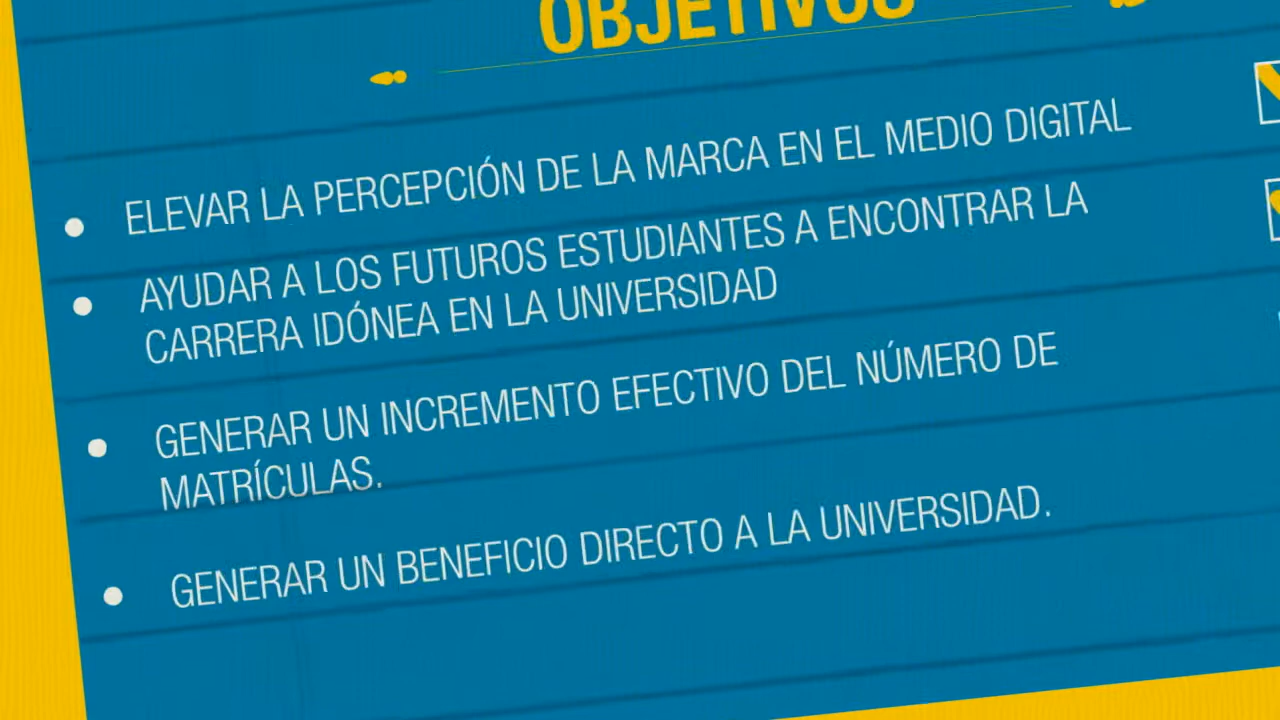 OBJETIVOS
ELEVAR LA PERCEPCIÓN DE LA MARCA EN EL MEDIO DIGITAL
AYUDAR A LOS FUTUROS ESTUDIANTES A ENCONTRAR LA
CARRERA IDÓNEA EN LA UNIVERSIDAD
GENERAR UN INCREMENTO EFECTIVO DEL NÚMERO DE
MATRÍCULAS.
GENERAR UN BENEFICIO DIRECTO A LA UNIVERSIDAD.